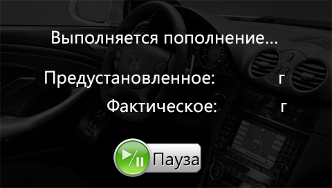 Выполняется пополнение...
Предустановленное: г
Фактическое: г
Пауза